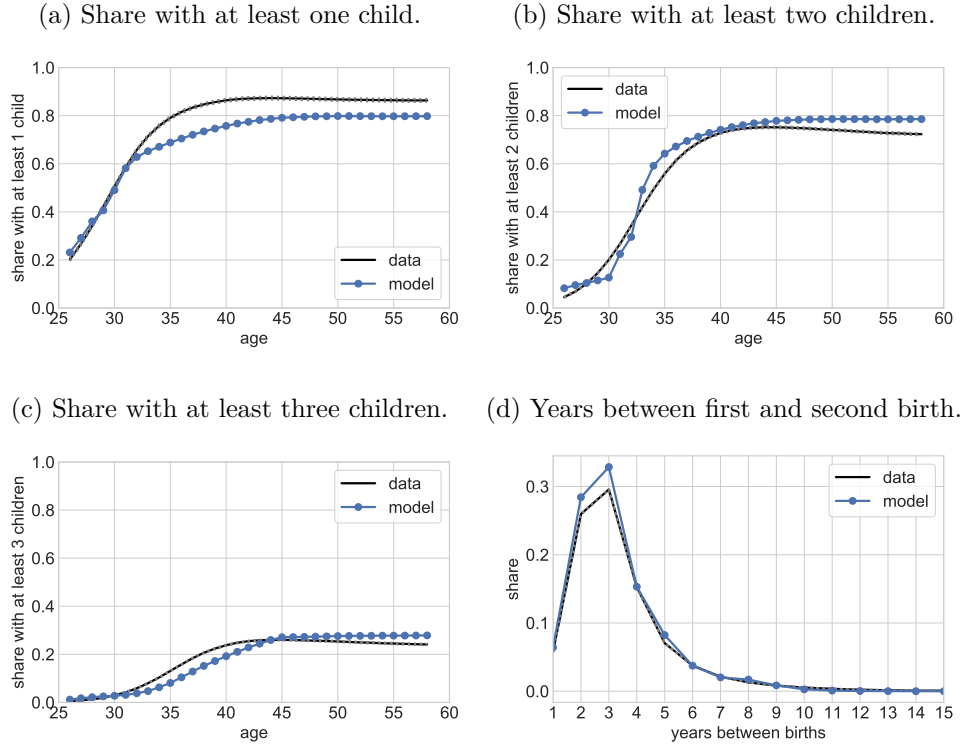 (a) Share with at least one child.
share with at least 1 child
1.0
0.8
0.6
0.4
0.2
0.0
25 30 35 40 45 50 55 60
age
data
model
(b) Share with at least two children.
share with at least 2 children
1.0
0.8
0.6
0.4
0.2
0.0
25 30 35 40 45 50 55 60
age
data
model
(c) Share with at least three children.
share with at least 3 children
1.0
0.8
0.6
0.4
0.2
0.0
25 30 35 40 45 50 55 60
age
data
model
(d) Years between first and second birth.
share
0.3
0.2
0.1
0.0
1 2 3 4 5 6 7 8 9 10 11 12 13 14 15
years between births
data
model